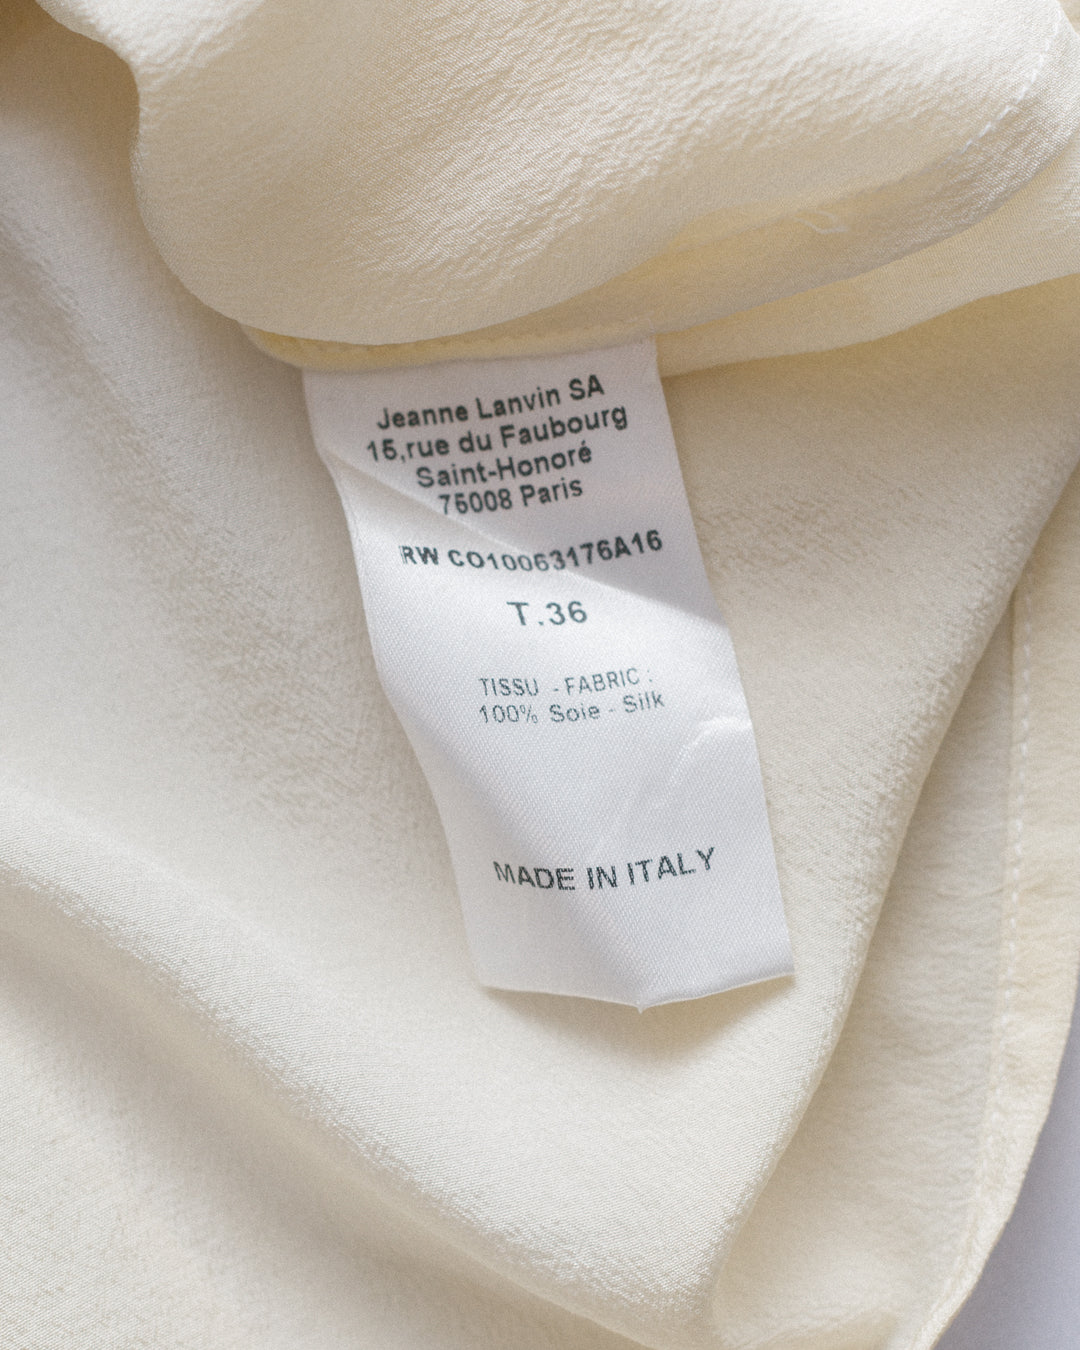 Jeanne Lanvin SA
15,rue du Faubourg
Saint-Honoré
75008 Paris
RW CO10063176A16
T.36
TISSU - FABRIC :
100% Soie - Silk
MADE IN ITALY